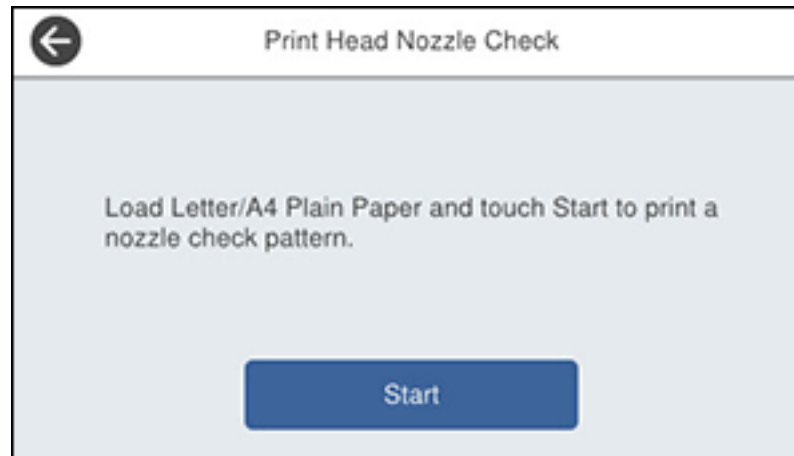 Print Head Nozzle Check
Load Letter/A4 Plain Paper and touch Start to print a
nozzle check pattern.
Start